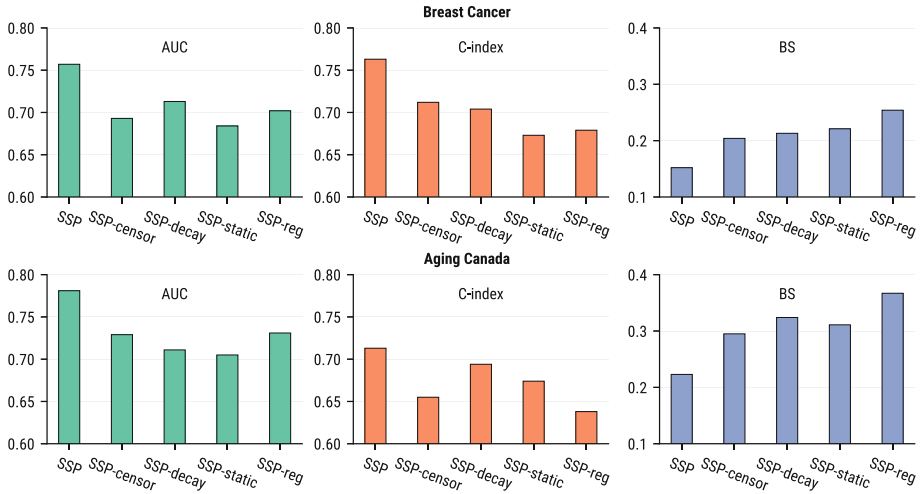 Breast Cancer
AUC
0.80
0.75
0.70
0.65
0.60
SSP
SSP-censor
SSP-decay
SSP-static
SSP-reg
C-index
0.80
0.75
0.70
0.65
0.60
SSP
SSP-censor
SSP-decay
SSP-static
SSP-reg
BS
0.4
0.3
0.2
0.1
SSP
SSP-censor
SSP-decay
SSP-static
SSP-reg
Aging Canada
AUC
0.80
0.75
0.70
0.65
0.60
SSP
SSP-censor
SSP-decay
SSP-static
SSP-reg
C-index
0.80
0.75
0.70
0.65
0.60
SSP
SSP-censor
SSP-decay
SSP-static
SSP-reg
BS
0.4
0.3
0.2
0.1
SSP
SSP-censor
SSP-decay
SSP-static
SSP-reg